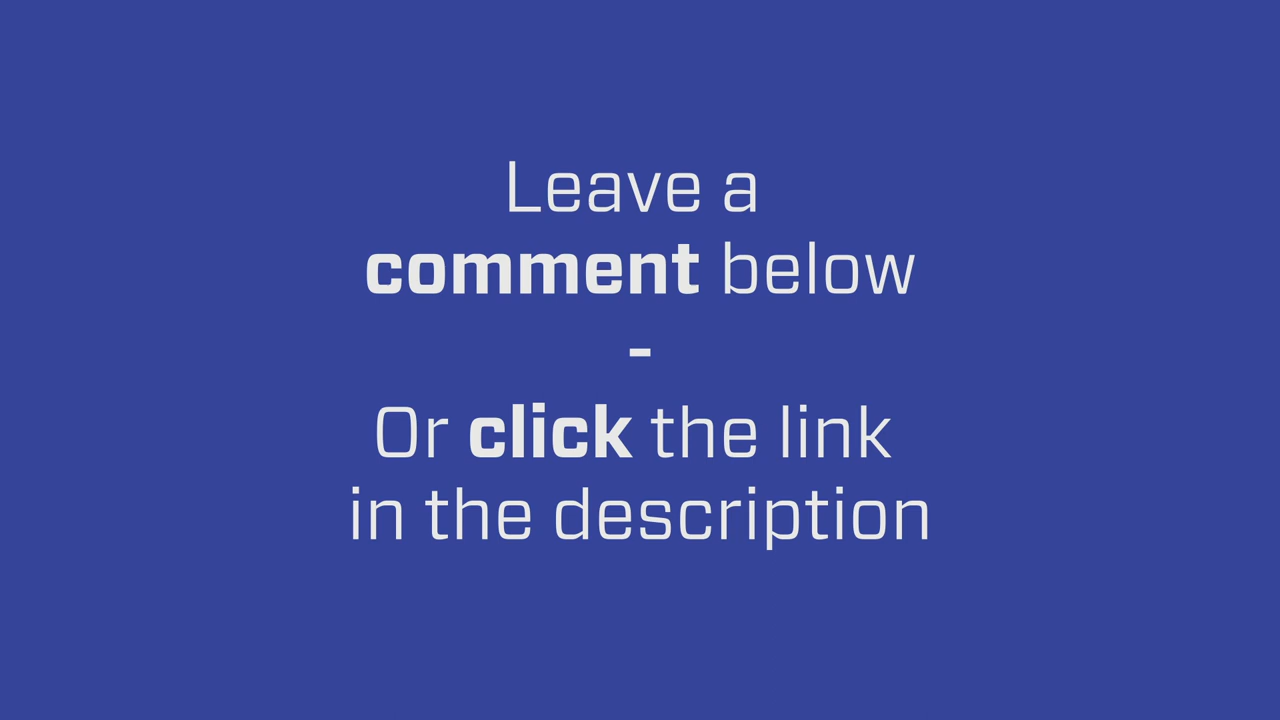 Leave a
comment below
-
Or click the link
in the description